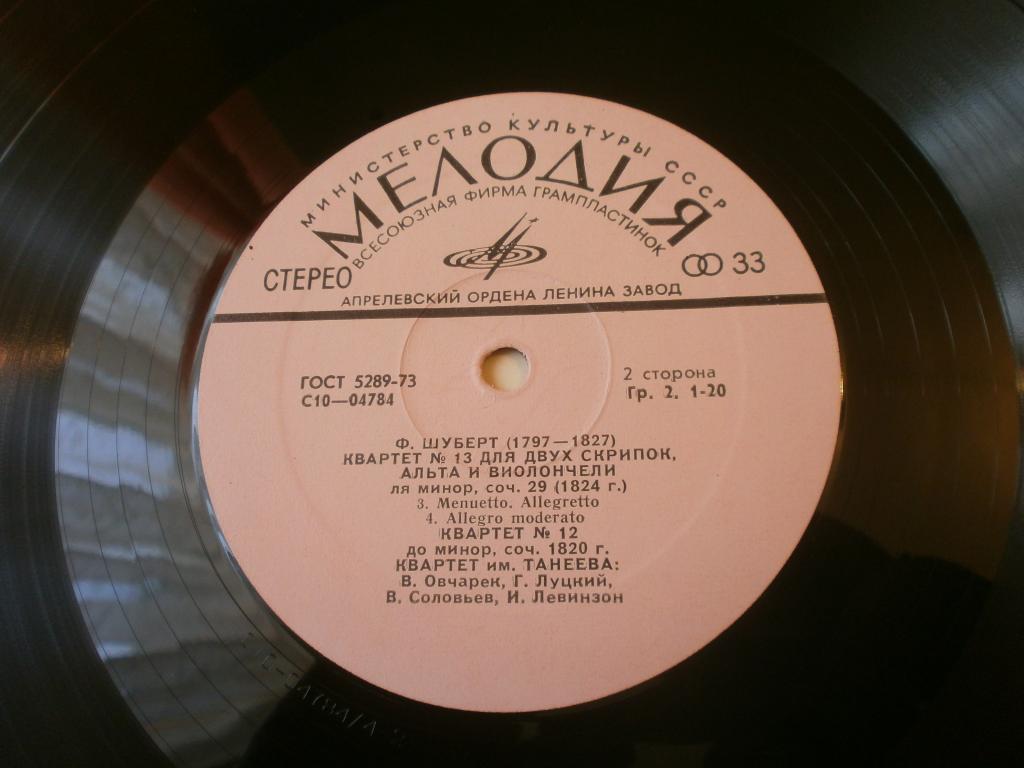 МИНИСТЕРСТВО КУЛЬТУРЫ СССР
МЕЛОДИЯ
ВСЕСОЮЗНАЯ ФИРМА ГРАМПЛАСТИНОК
СТЕРЕО
33
АПРЕЛЕВСКИЙ ОРДЕНА ЛЕНИНА ЗАВОД
ГОСТ 5289-73
С10—04784
2 сторона
Гр. 2. 1-20
Ф. ШУБЕРТ (1797—1827)
КВАРТЕТ № 13 ДЛЯ ДВУХ СКРИПОК,
АЛЬТА И ВИОЛОНЧЕЛИ
ля минор, соч. 29 (1824 г.)
3. Menuetto. Allegretto
4. Allegro moderato
КВАРТЕТ № 12
до минор, соч. 1820 г.
КВАРТЕТ им. ТАНЕЕВА:
В. Овчарек, Г. Луцкий,
В. Соловьев, И. Левинзон